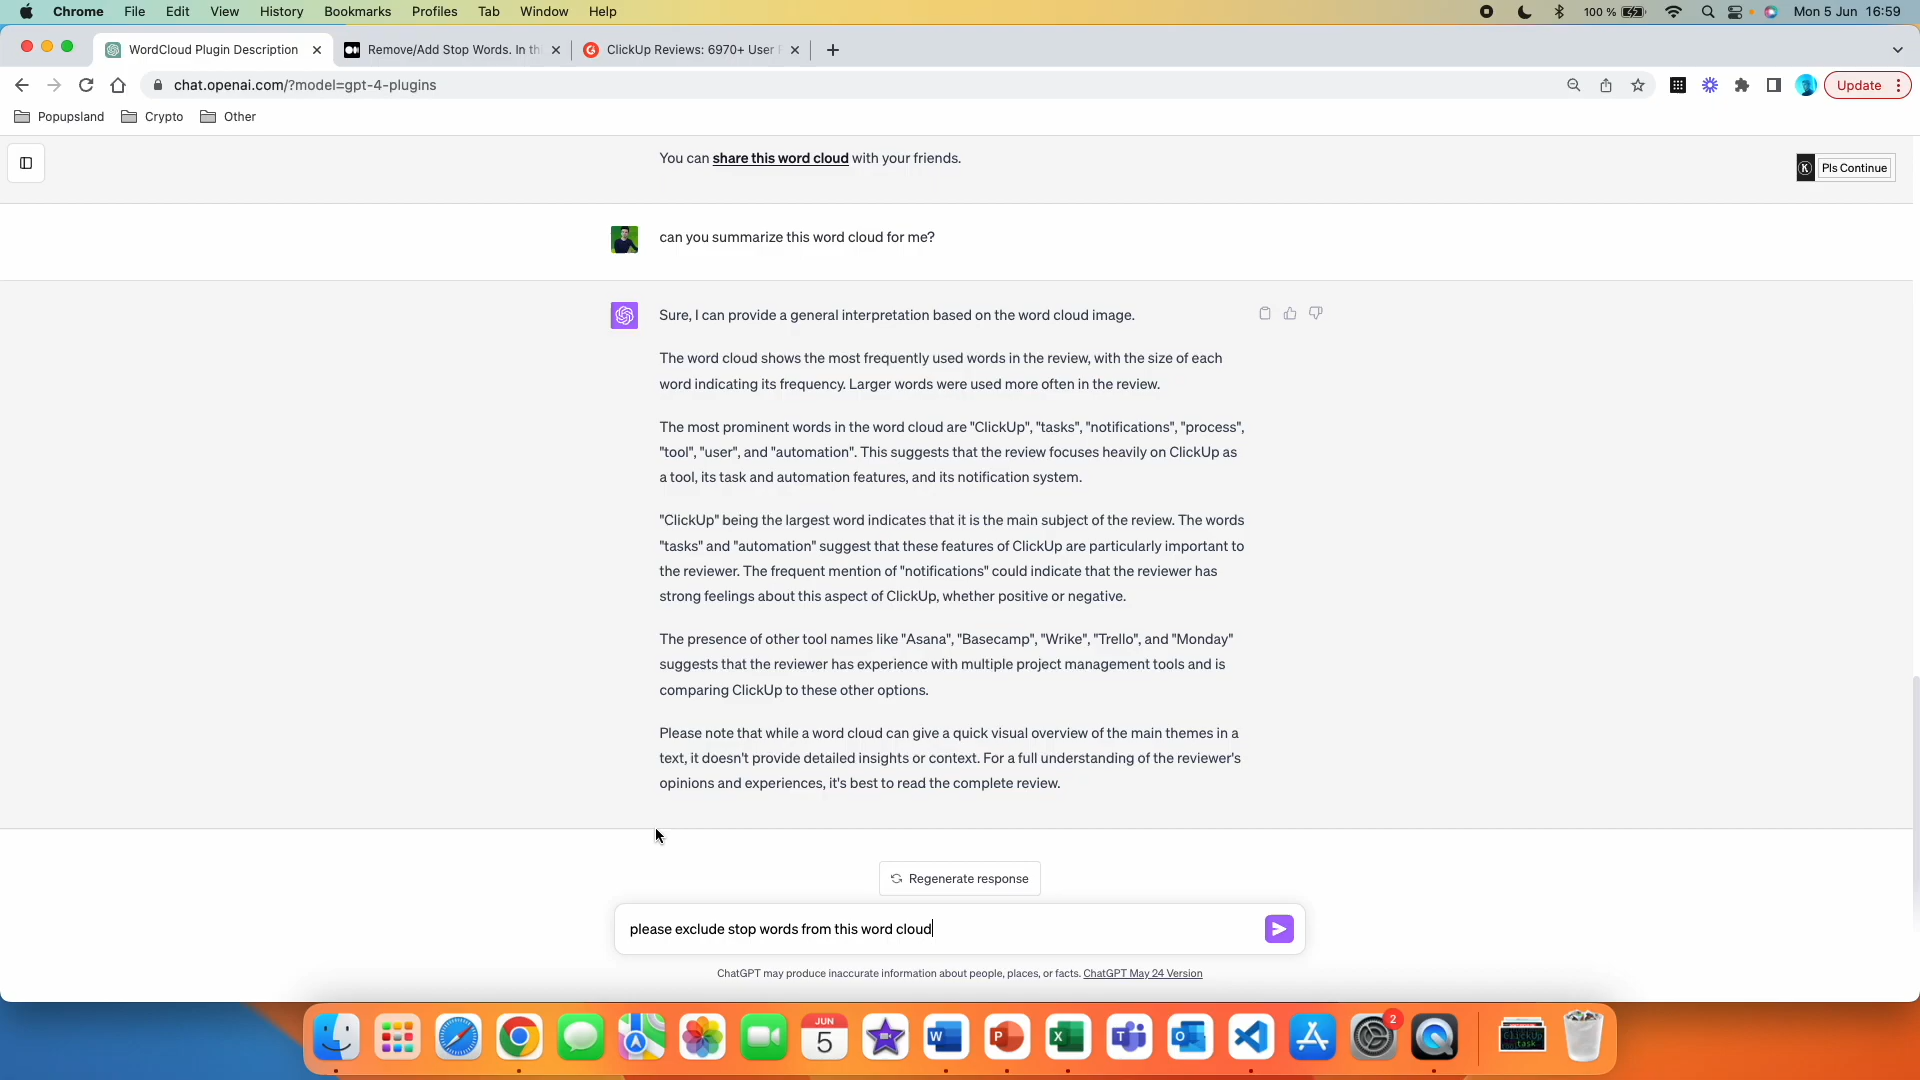 Chrome File Edit View History Bookmarks Profiles Tab Window Help 100 % Mon 5 Jun 16:59
WordCloud Plugin Description Remove/Add Stop Words. In th ClickUp Reviews: 6970+ User
chat.openai.com/?model=gpt-4-plugins Update
Popupsland Crypto Other
You can share this word cloud with your friends.
K Pls Continue
can you summarize this word cloud for me?
Sure, I can provide a general interpretation based on the word cloud image.
The word cloud shows the most frequently used words in the review, with the size of each
word indicating its frequency. Larger words were used more often in the review.
The most prominent words in the word cloud are "ClickUp", "tasks", "notifications", "process",
"tool", "user", and "automation". This suggests that the review focuses heavily on ClickUp as
a tool, its task and automation features, and its notification system.
"ClickUp" being the largest word indicates that it is the main subject of the review. The words
"tasks" and "automation" suggest that these features of ClickUp are particularly important to
the reviewer. The frequent mention of "notifications" could indicate that the reviewer has
strong feelings about this aspect of ClickUp, whether positive or negative.
The presence of other tool names like "Asana", "Basecamp", "Wrike", "Trello", and "Monday"
suggests that the reviewer has experience with multiple project management tools and is
comparing ClickUp to these other options.
Please note that while a word cloud can give a quick visual overview of the main themes in a
text, it doesn't provide detailed insights or context. For a full understanding of the reviewer's
opinions and experiences, it's best to read the complete review.
Regenerate response
please exclude stop words from this word cloud
ChatGPT may produce inaccurate information about people, places, or facts. ChatGPT May 24 Version
JUN
5
W P X T O
2
ClickUp
task